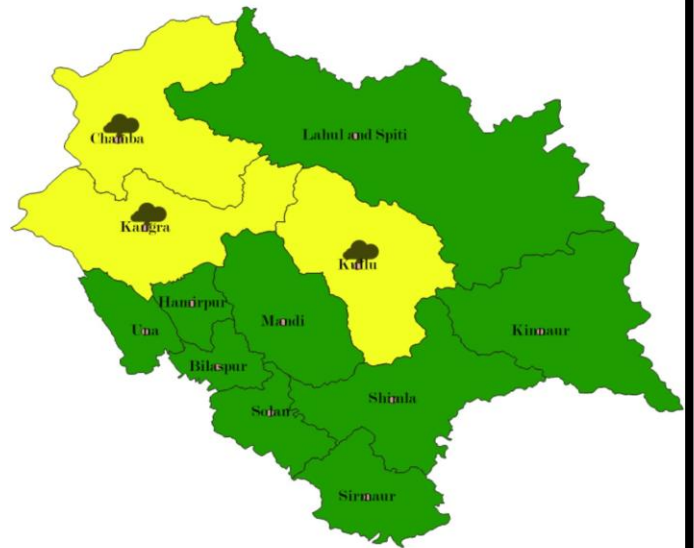 Chamba
Lahul and Spiti
Kangra
Kullu
Hamirpur
Una
Mandi
Kinnaur
Bilaspur
Shimla
Solan
Sirmaur